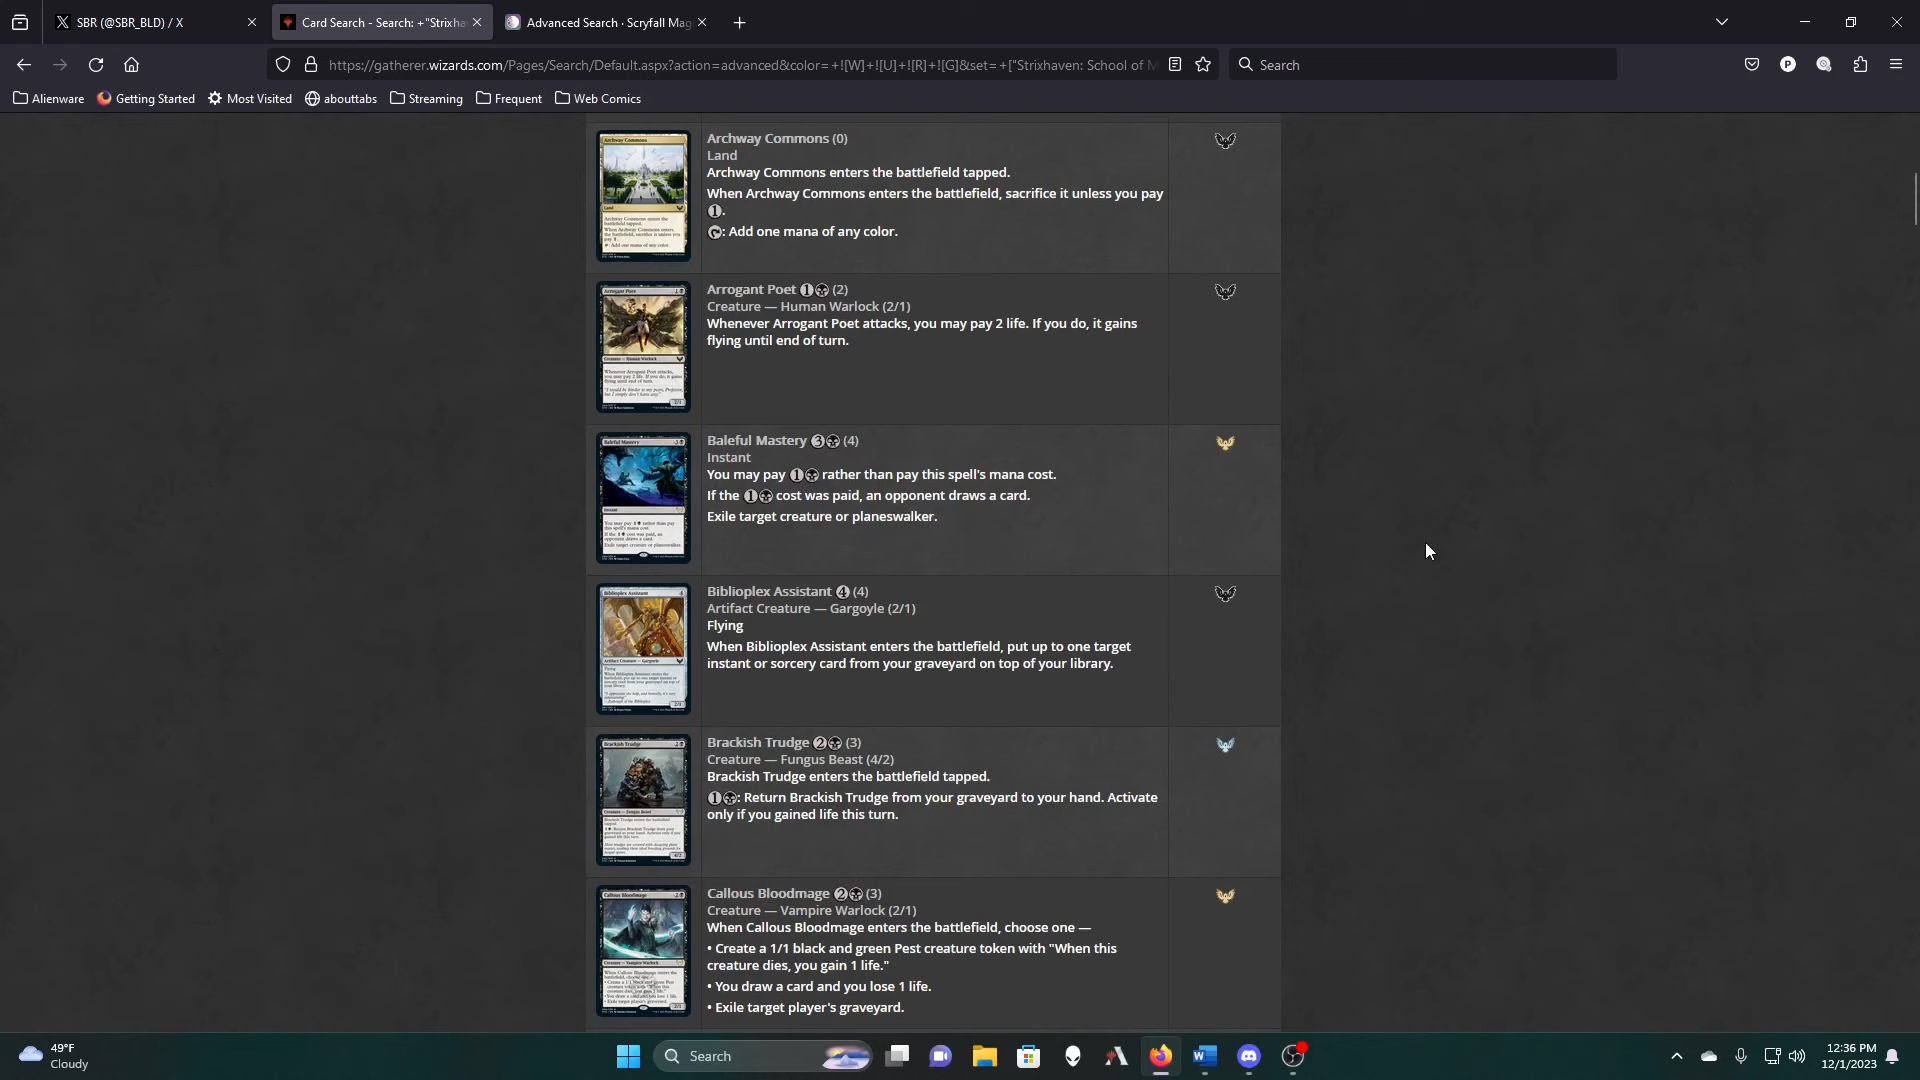 SBR (@SBR_BLD) / X
Card Search - Search: +"Strixha
Advanced Search · Scryfall Mag
https://gatherer.wizards.com/Pages/Search/Default.aspx?action=advanced&color=+![W]+![U]+![R]+![G]&set=+["Strixhaven: School of M
Search
Alienware
Getting Started
Most Visited
abouttabs
Streaming
Frequent
Web Comics
Archway Commons (0)
Land
Archway Commons enters the battlefield tapped.
When Archway Commons enters the battlefield, sacrifice it unless you pay
1.
: Add one mana of any color.
Arrogant Poet 1 (2)
Creature — Human Warlock (2/1)
Whenever Arrogant Poet attacks, you may pay 2 life. If you do, it gains
flying until end of turn.
Baleful Mastery 3 (4)
Instant
You may pay 1 rather than pay this spell's mana cost.
If the 1 cost was paid, an opponent draws a card.
Exile target creature or planeswalker.
Biblioplex Assistant 4 (4)
Artifact Creature — Gargoyle (2/1)
Flying
When Biblioplex Assistant enters the battlefield, put up to one target
instant or sorcery card from your graveyard on top of your library.
Brackish Trudge 2 (3)
Creature — Fungus Beast (4/2)
Brackish Trudge enters the battlefield tapped.
1: Return Brackish Trudge from your graveyard to your hand. Activate
only if you gained life this turn.
Callous Bloodmage 2 (3)
Creature — Vampire Warlock (2/1)
When Callous Bloodmage enters the battlefield, choose one —
• Create a 1/1 black and green Pest creature token with "When this
creature dies, you gain 1 life."
• You draw a card and you lose 1 life.
• Exile target player's graveyard.
49°F
Cloudy
Search
12:36 PM
12/1/2023